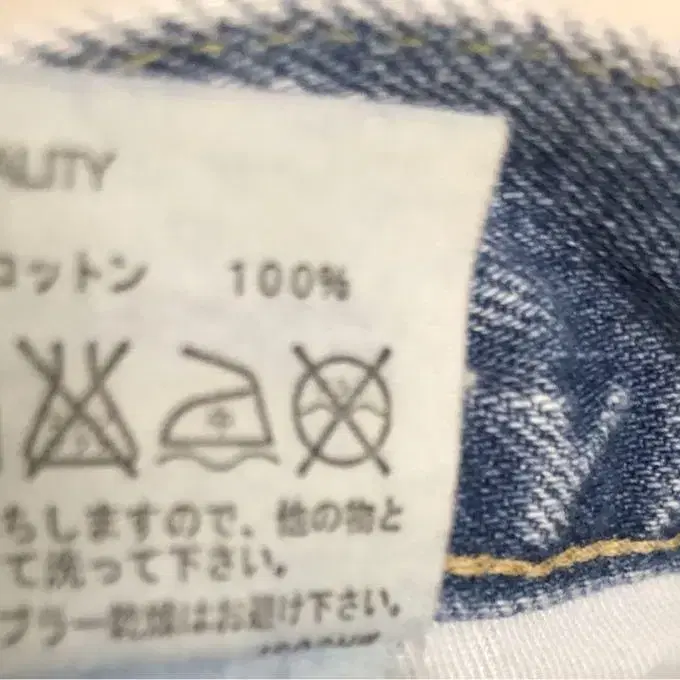 ALITY
コットン 100%
中
ちしますので、他の物と
て洗って下さい。
ブラー乾燥はお避け下さい。